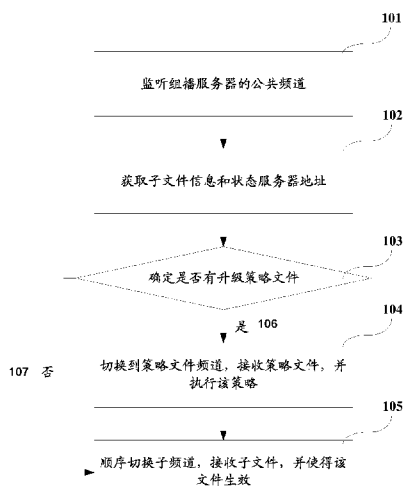 101
监听组播服务器的公共频道
102
获取子文件信息和状态服务器地址
103
确定是否有升级策略文件
是 106
104
107 否
切换到策略文件频道，接收策略文件，并
执行该策略
105
顺序切换子频道，接收子文件，并使得该
文件生效